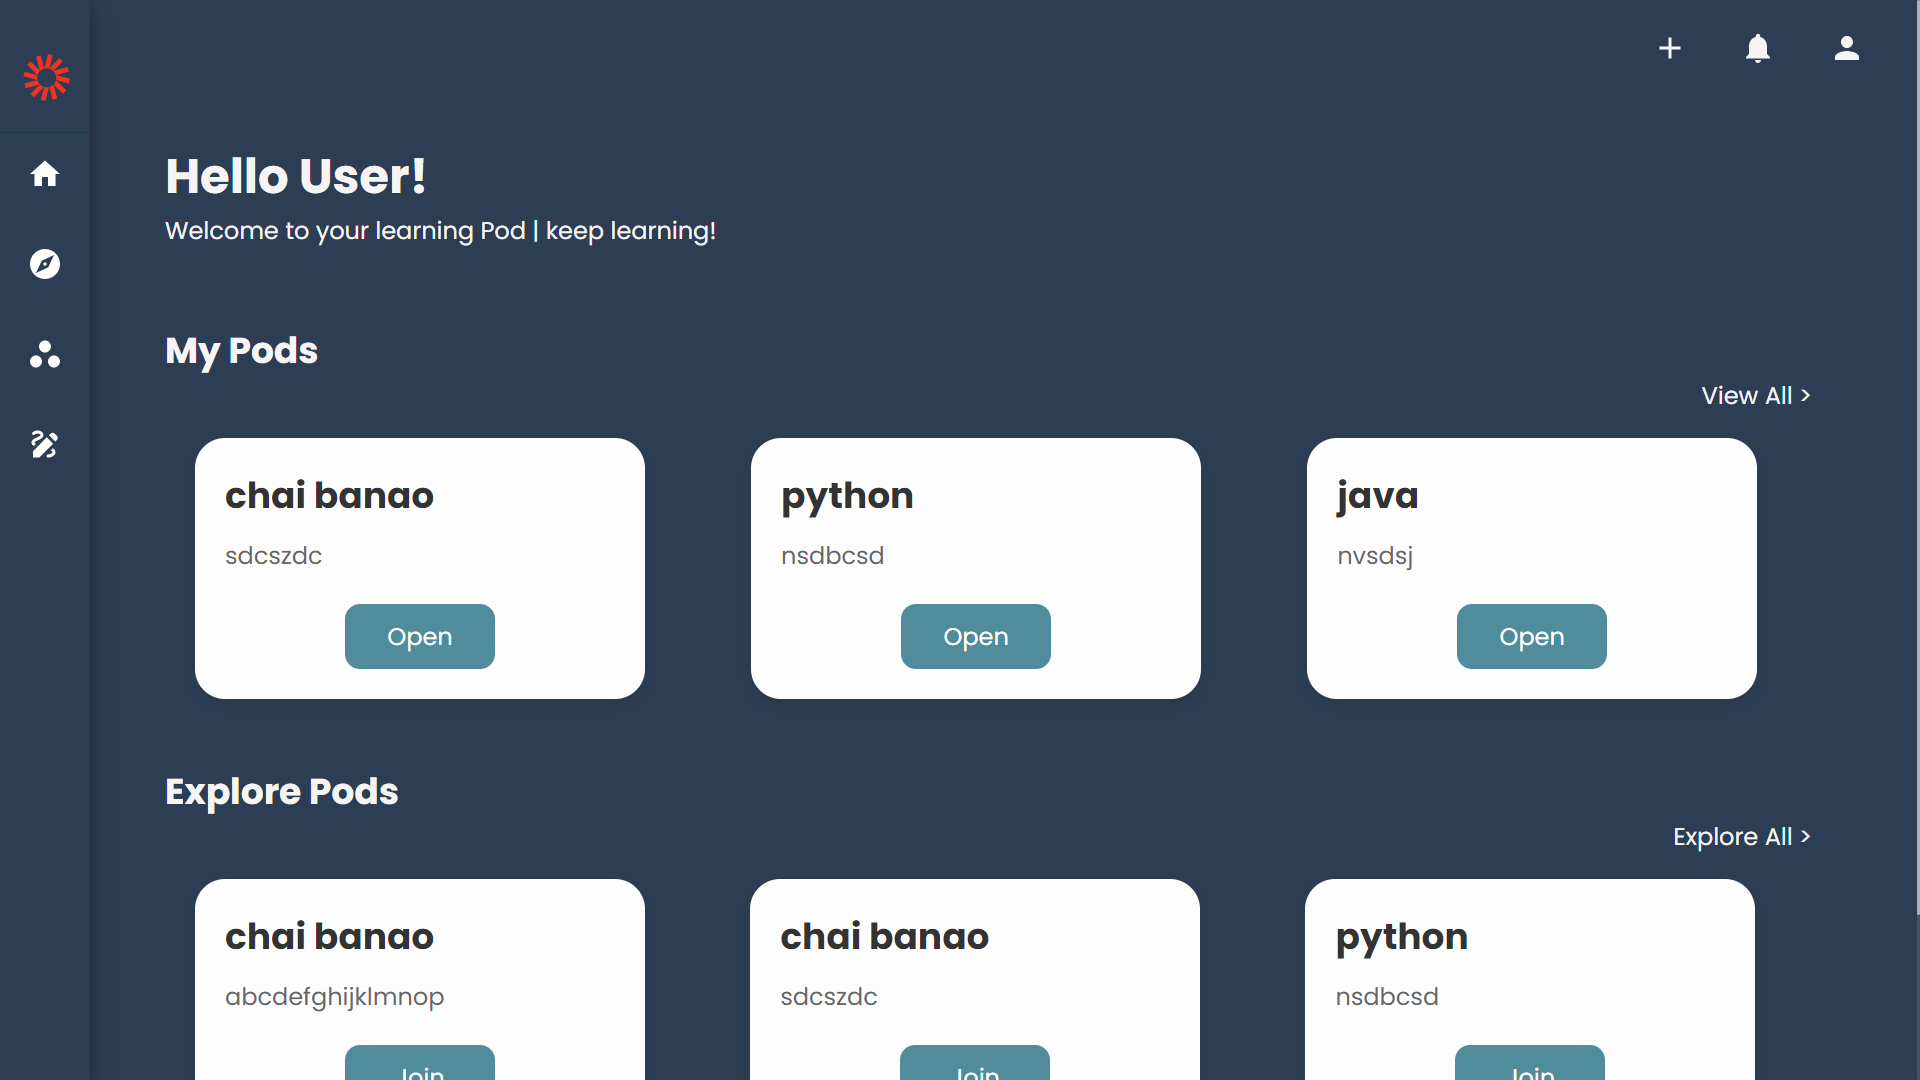 Hello User!
Welcome to your learning Pod | keep learning!
My Pods
View All >
chai banao
sdcszdc
Open
python
nsdbcsd
Open
java
nvsdsj
Open
Explore Pods
Explore All >
chai banao
abcdefghijklmnop
Join
chai banao
sdcszdc
Join
python
nsdbcsd
Join